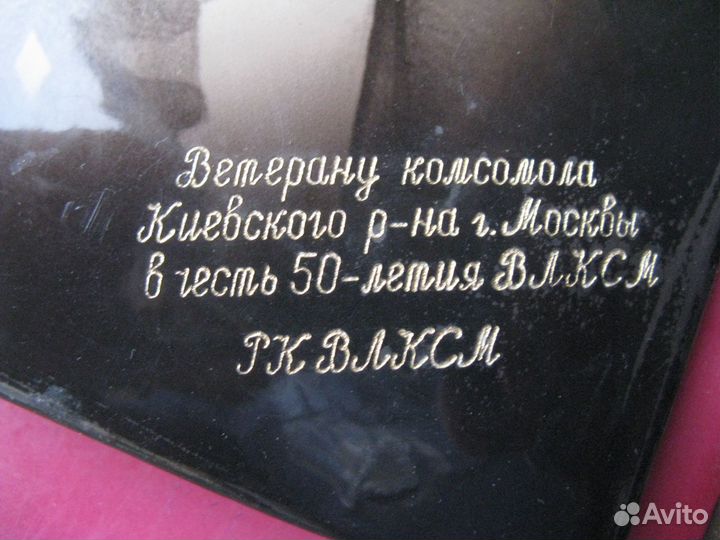 Ветерану комсомола
Киевского р-на г. Москвы
в честь 50-летия ВЛКСМ
РК ВЛКСМ
Avito